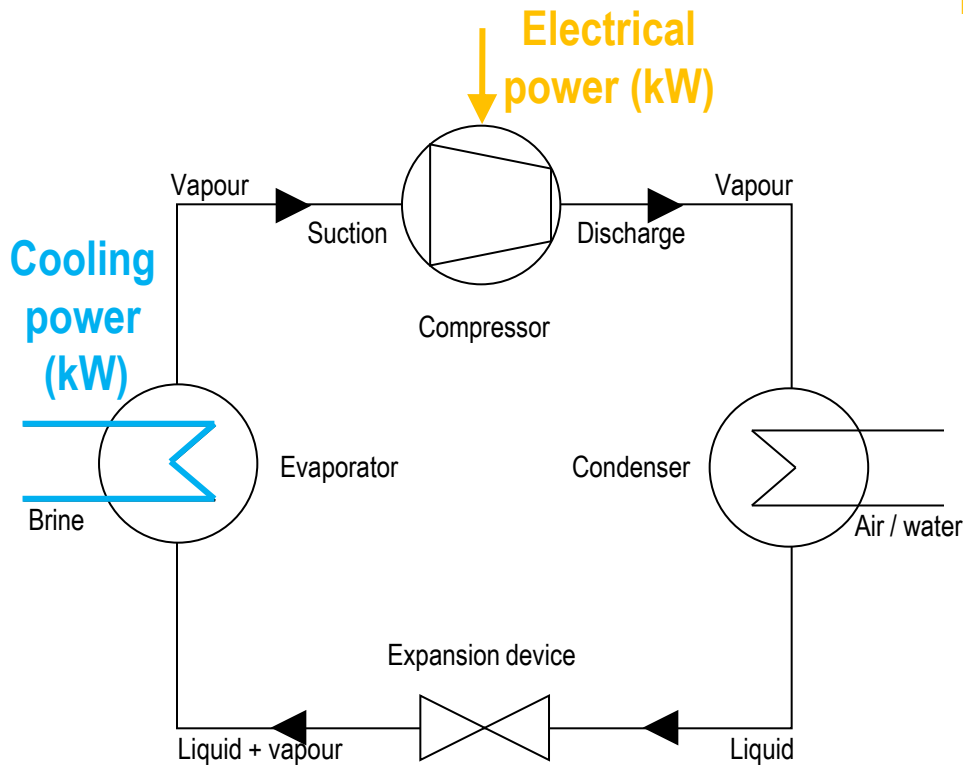 Electrical
power (kW)
Vapour
Vapour
Suction
Discharge
Cooling
power
(kW)
Compressor
Evaporator
Condenser
Brine
Air / water
Expansion device
Liquid + vapour
Liquid